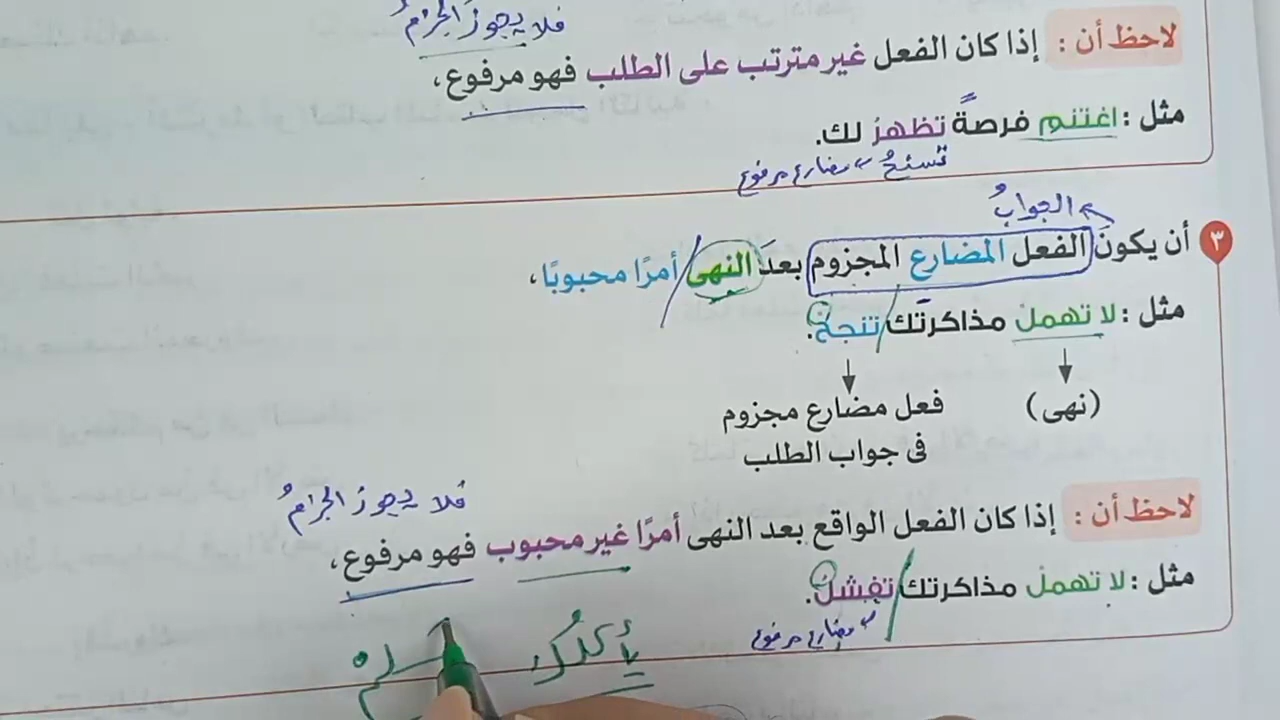 فلا يجوز الجزمُ
لاحظ أن : إذا كان الفعل غير مترتب على الطلب فهو مرفوع،
مثل : اغتنم فرصةً تظهرُ لك.
تسنحُ مضارع مرفوع
الجوابُ
٣ أن يكونَ الفعل المضارع المجزوم بعدَ النهى أمرًا محبوبًا،
مثل : لا تهملْ مذاكرتك تنجحْ.
(نهى) فعل مضارع مجزوم
فى جواب الطلب
فلا يجوز الجزمُ
لاحظ أن : إذا كان الفعل الواقع بعد النهى أمرًا غير محبوب فهو مرفوع،
مثل : لا تهملْ مذاكرتك تفشلُ.
مضارع مرفوع
يأكلُك